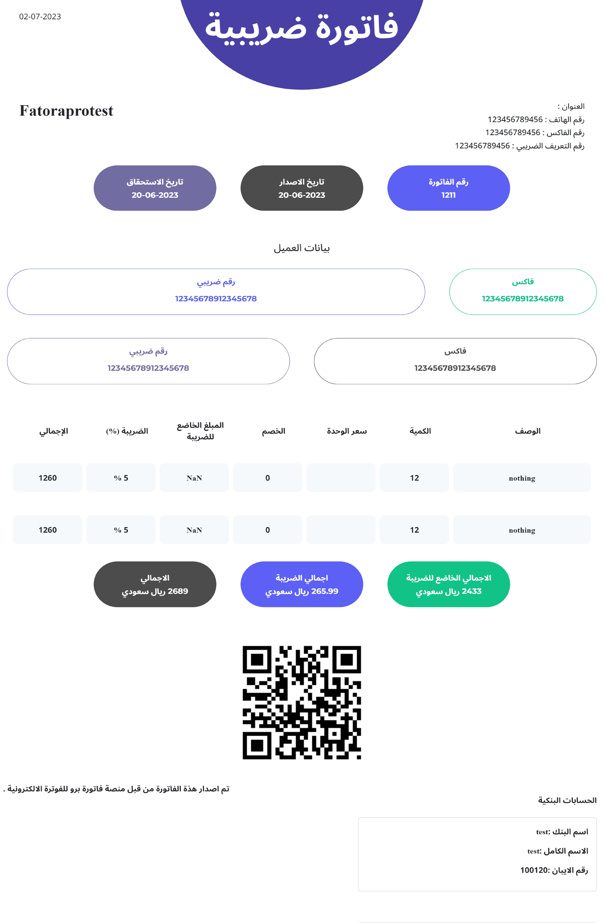 02-07-2023
فاتورة ضريبية
Fatoraprotest
العنوان :
رقم الهاتف : 123456789456
رقم الفاكس : 123456789456
رقم التعريف الضريبي : 123456789456
رقم الفاتورة
1211
تاريخ الاصدار
20-06-2023
تاريخ الاستحقاق
20-06-2023
بيانات العميل
فاكس
12345678912345678
رقم ضريبي
12345678912345678
فاكس
12345678912345678
رقم ضريبي
12345678912345678
الوصف الكمية سعر الوحدة الخصم المبلغ الخاضع للضريبة الضريبة (%) الإجمالي
nothing 12 0 NaN 5 % 1260
nothing 12 0 NaN 5 % 1260
الاجمالي الخاضع للضريبة
2433 ريال سعودي
اجمالي الضريبة
265.99 ريال سعودي
الاجمالي
2689 ريال سعودي
تم اصدار هذة الفاتورة من قبل منصة فاتورة برو للفوترة الالكترونية .
الحسابات البنكية
اسم البنك :test
الاسم الكامل :test
رقم الايبان :100120